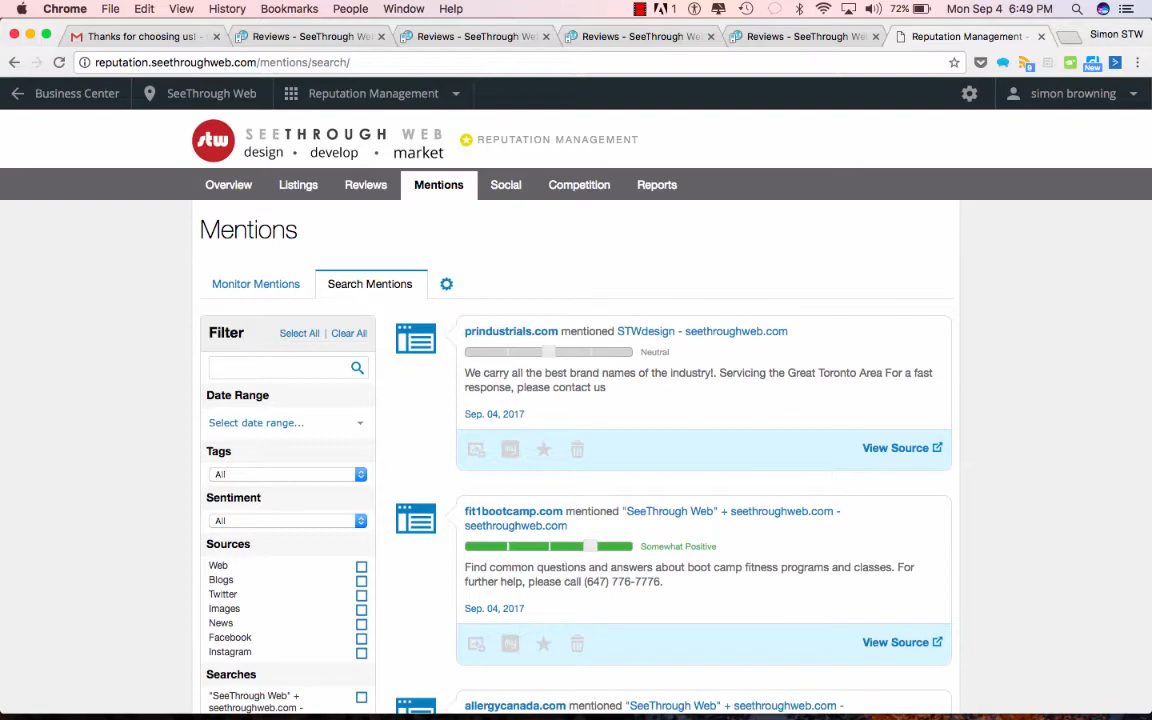 Chrome File Edit View History Bookmarks People Window Help 1 72% Mon Sep 4 6:49 PM
Thanks for choosing us! - Reviews - SeeThrough We Reviews - SeeThrough We Reviews - SeeThrough We Reviews - SeeThrough We Reputation Management - Simon STW
reputation.seethroughweb.com/mentions/search/ 9 New
Business Center SeeThrough Web Reputation Management simon browning
stw SEETHROUGH WEB REPUTATION MANAGEMENT
design • develop • market
Overview Listings Reviews Mentions Social Competition Reports
Mentions
Monitor Mentions Search Mentions
Filter Select All | Clear All
Date Range
Select date range...
Tags
All
Sentiment
All
Sources
Web
Blogs
Twitter
Images
News
Facebook
Instagram
Searches
"SeeThrough Web" +
seethroughweb.com -
prindustrials.com mentioned STWdesign - seethroughweb.com
Neutral
We carry all the best brand names of the industry!. Servicing the Great Toronto Area For a fast
response, please contact us
Sep. 04, 2017
View Source
fit1bootcamp.com mentioned "SeeThrough Web" + seethroughweb.com -
seethroughweb.com
Somewhat Positive
Find common questions and answers about boot camp fitness programs and classes. For
further help, please call (647) 776-7776.
Sep. 04, 2017
View Source
allergycanada.com mentioned "SeeThrough Web" + seethroughweb.com -